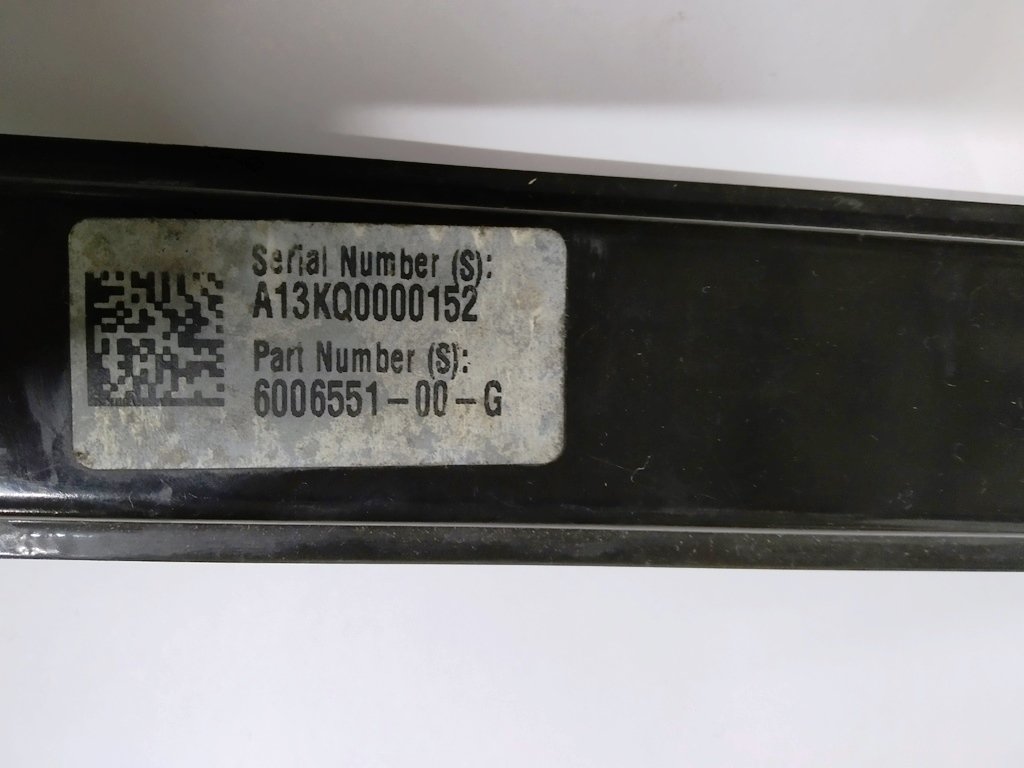 Serial Number (S):
A13KQ0000152
Part Number (S):
6006551-00-G